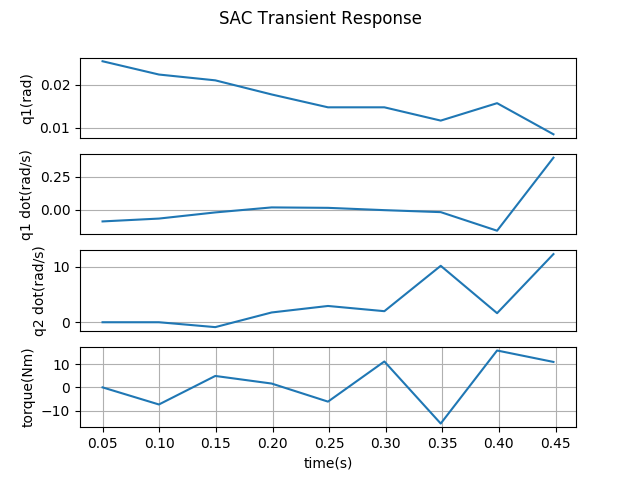 SAC Transient Response
q1(rad)
0.02
0.01
q1 dot(rad/s)
0.25
0.00
q2 dot(rad/s)
10
0
torque(Nm)
10
0
−10
0.05 0.10 0.15 0.20 0.25 0.30 0.35 0.40 0.45
time(s)